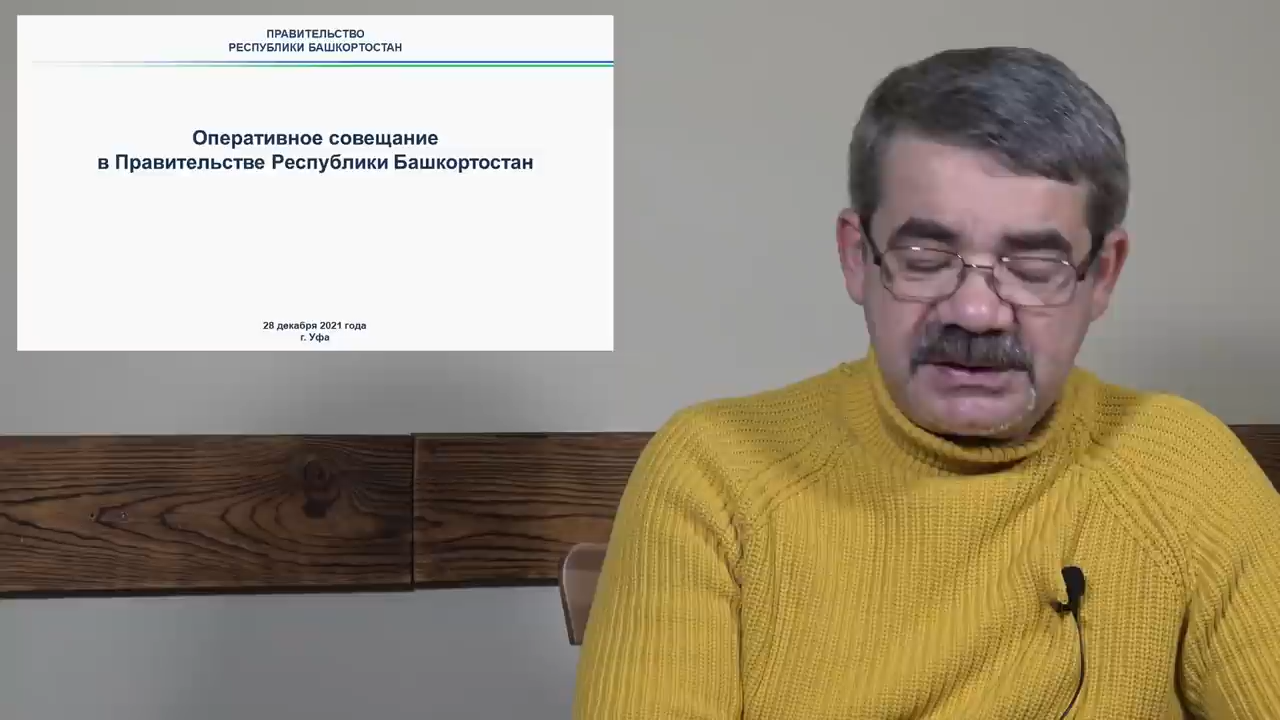 ПРАВИТЕЛЬСТВО
РЕСПУБЛИКИ БАШКОРТОСТАН
Оперативное совещание
в Правительстве Республики Башкортостан
28 декабря 2021 года
г. Уфа